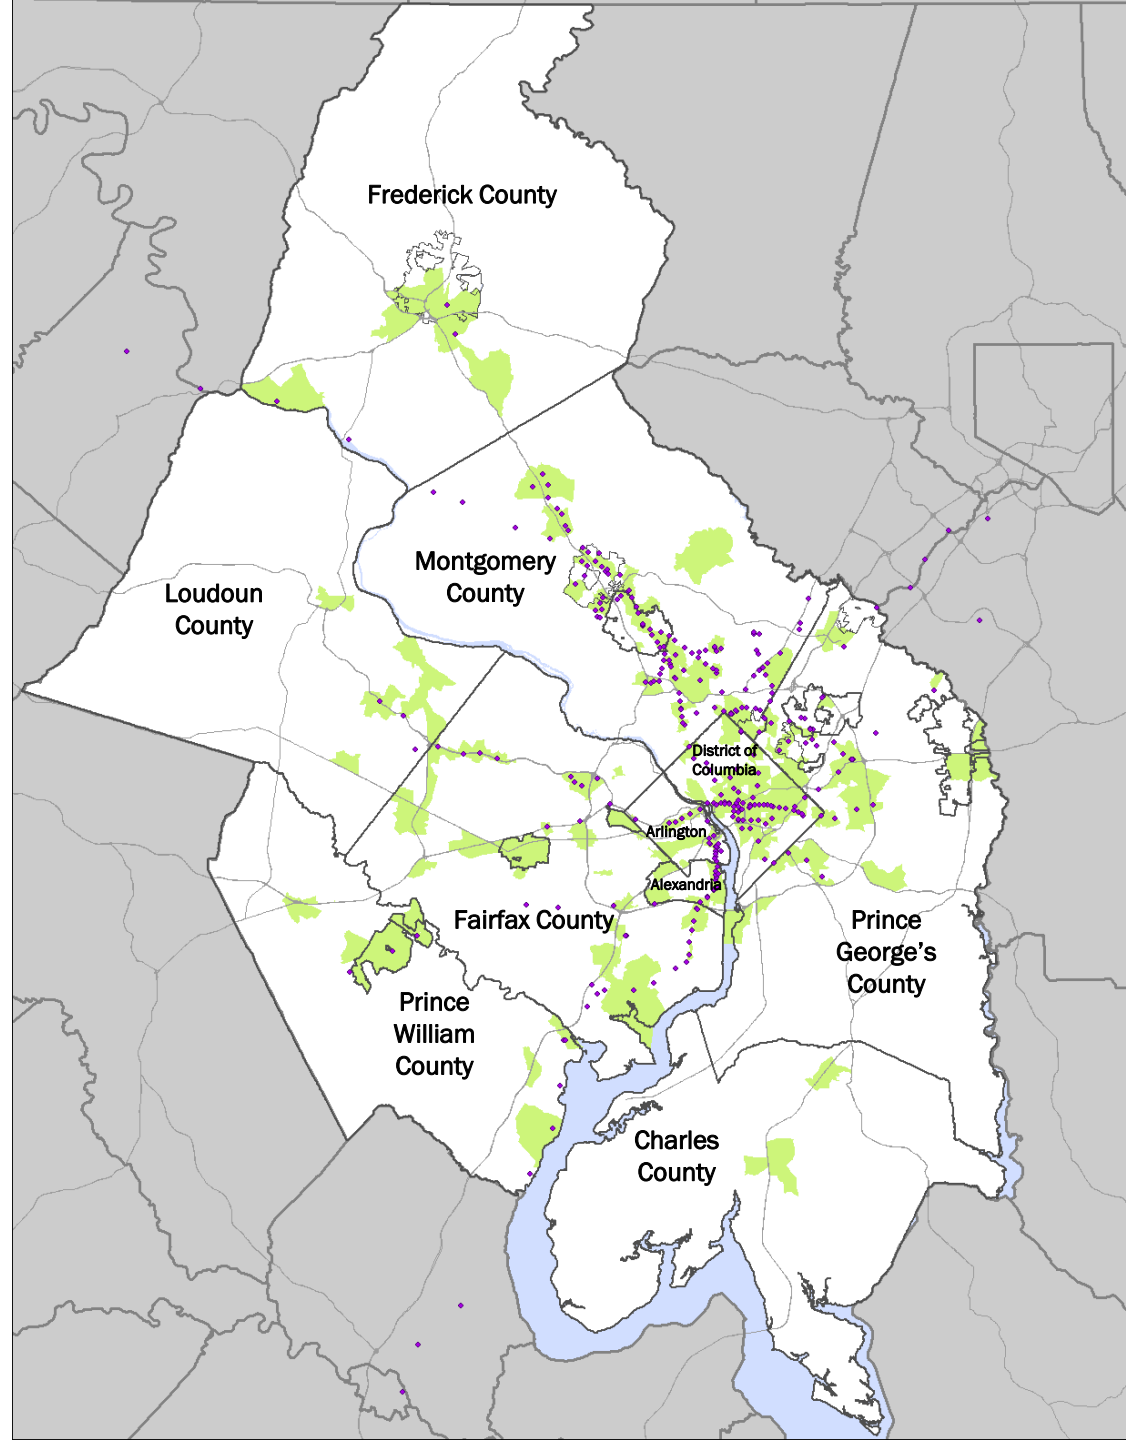 Frederick County
Montgomery
County
Loudoun
County
District of
Columbia
Arlington
Alexandria
Fairfax County
Prince
George's
County
Prince
William
County
Charles
County